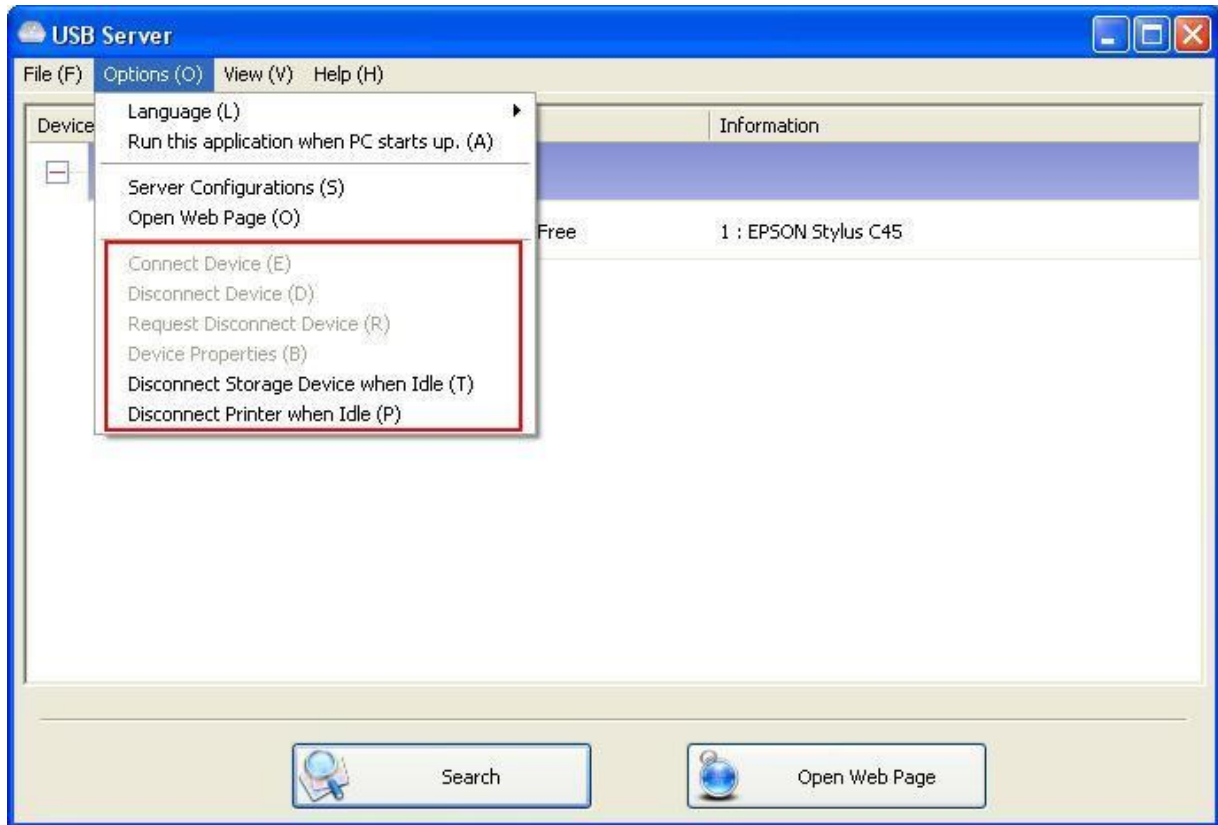 USB Server
File (F) Options (O) View (V) Help (H)
Device Information
Language (L)
Run this application when PC starts up. (A)
Server Configurations (S)
Open Web Page (O)
Free 1 : EPSON Stylus C45
Connect Device (E)
Disconnect Device (D)
Request Disconnect Device (R)
Device Properties (B)
Disconnect Storage Device when Idle (T)
Disconnect Printer when Idle (P)
Search Open Web Page